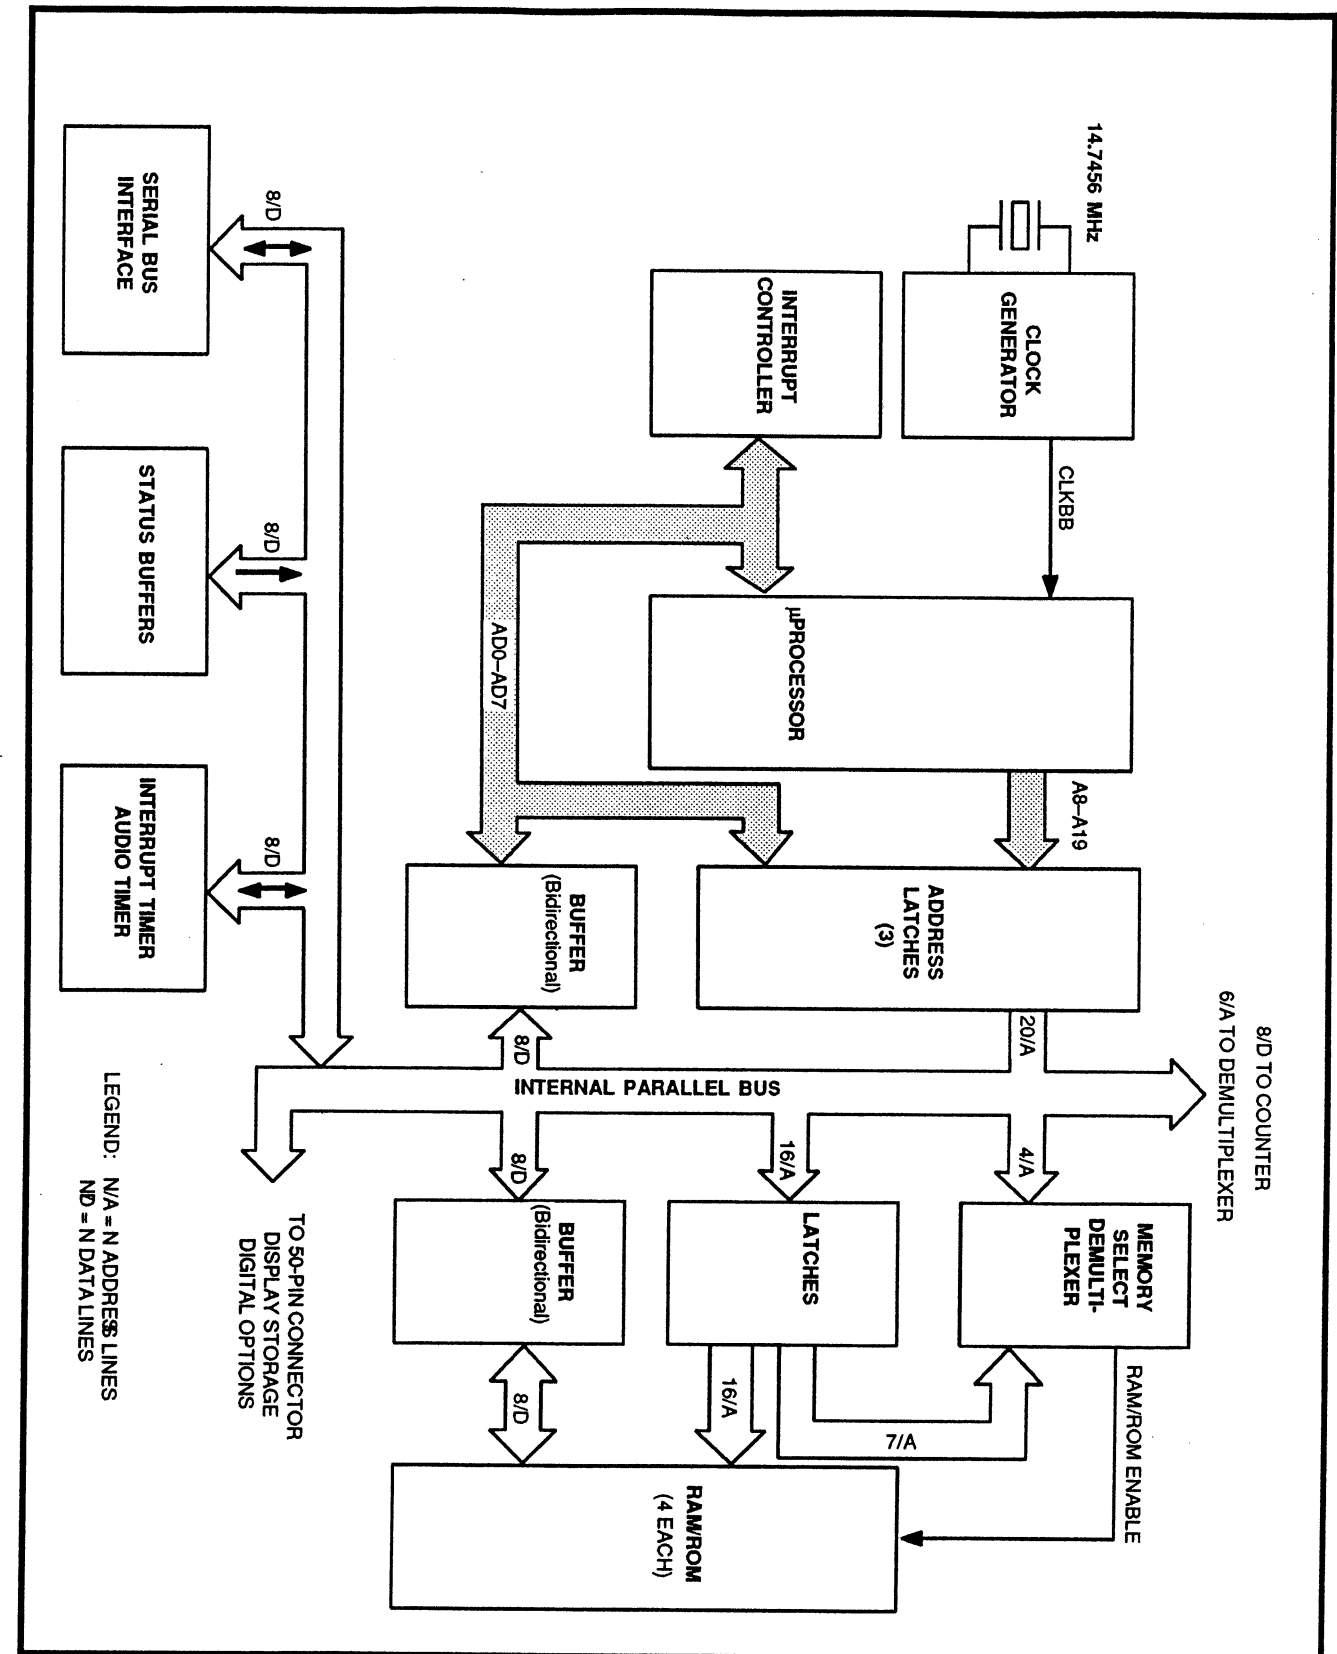 14.7456 MHz
CLOCK
GENERATOR
CLKBB
INTERRUPT
CONTROLLER
µPROCESSOR
A8–A19
AD0–AD7
ADDRESS
LATCHES
(3)
BUFFER
(Bidirectional)
20/A
8/D
8/D TO COUNTER
6/A TO DEMULTIPLEXER
INTERNAL PARALLEL BUS
4/A
16/A
8/D
MEMORY
SELECT
DEMULTI-
PLEXER
LATCHES
BUFFER
(Bidirectional)
RAM/ROM ENABLE
7/A
16/A
8/D
RAM/ROM
(4 EACH)
8/D
SERIAL BUS
INTERFACE
8/D
STATUS BUFFERS
8/D
INTERRUPT TIMER
AUDIO TIMER
TO 50-PIN CONNECTOR
DISPLAY STORAGE
DIGITAL OPTIONS
LEGEND: N/A = N ADDRESS LINES
N/D = N DATA LINES